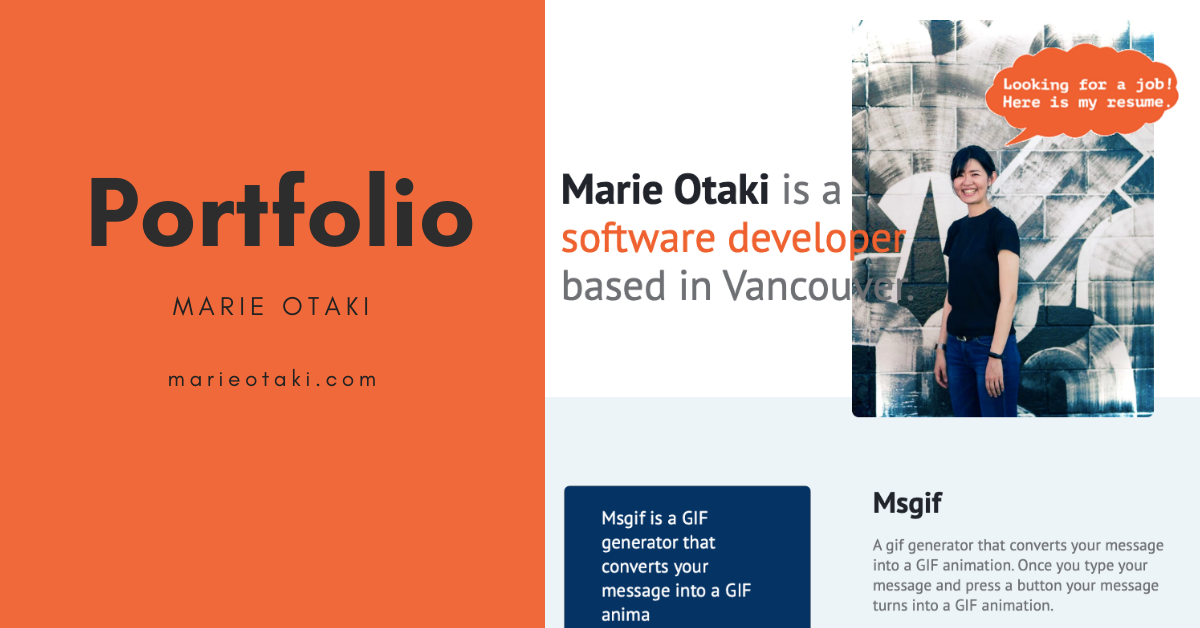 Portfolio
MARIE OTAKI
marieotaki.com
Looking for a job!
Here is my resume.
Marie Otaki is a
software developer
based in Vancouver.
Msgif is a GIF
generator that
converts your
message into a GIF
anima
Msgif
A gif generator that converts your message
into a GIF animation. Once you type your
message and press a button your message
turns into a GIF animation.